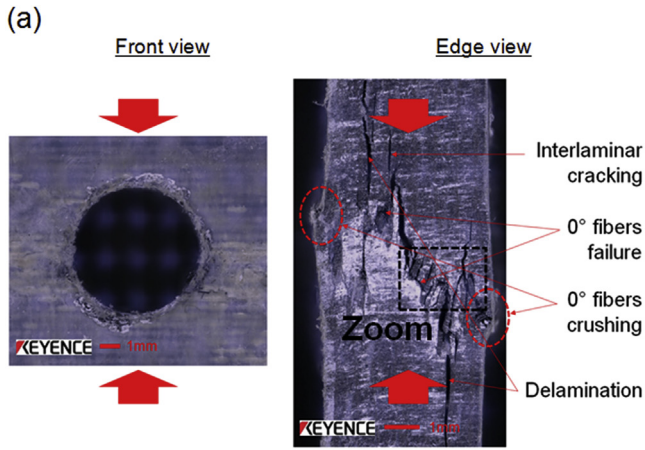 (a)
Front view
Edge view
Interlaminar
cracking
0° fibers
failure
0° fibers
crushing
Zoom
Delamination
KEYENCE 1mm
KEYENCE 1mm